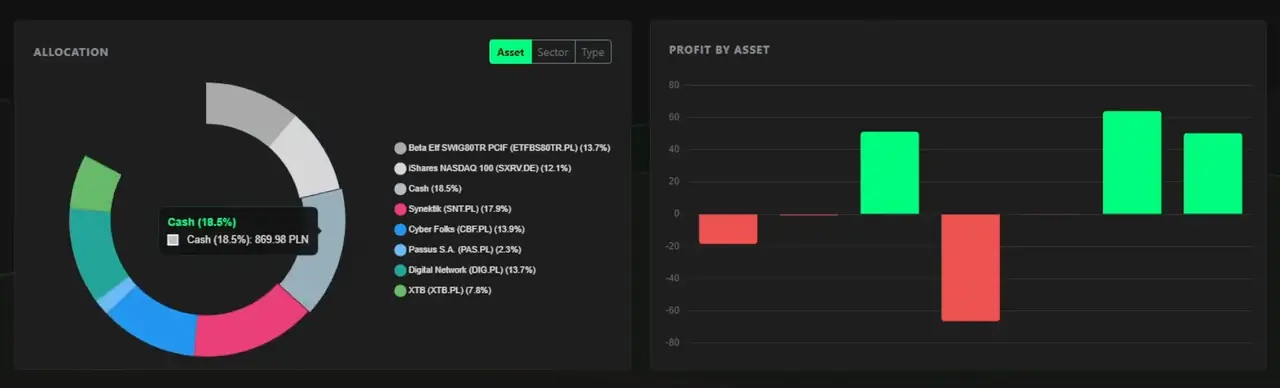 ALLOCATION
Asset Sector Type
Beta Etf SWIG80TR PCIF (ETFBS80TR.PL) (13.7%)
iShares NASDAQ 100 (SXRV.DE) (12.1%)
Cash (18.5%)
Synektik (SNT.PL) (17.9%)
Cyber Folks (CBF.PL) (13.9%)
Passus S.A. (PAS.PL) (2.3%)
Digital Network (DIG.PL) (13.7%)
XTB (XTB.PL) (7.8%)
Cash (18.5%)
Cash (18.5%): 869.98 PLN
PROFIT BY ASSET
80
60
40
20
0
-20
-40
-60
-80